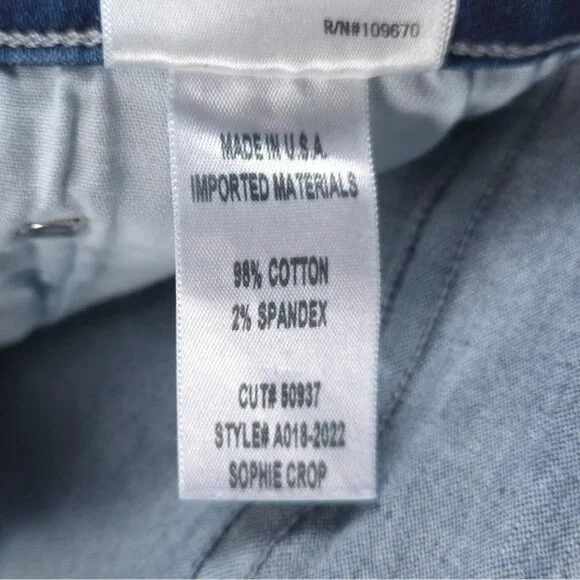 R/N#109670
MADE IN U.S.A.
IMPORTED MATERIALS
98% COTTON
2% SPANDEX
CUT# 50937
STYLE# A018-2022
SOPHIE CROP